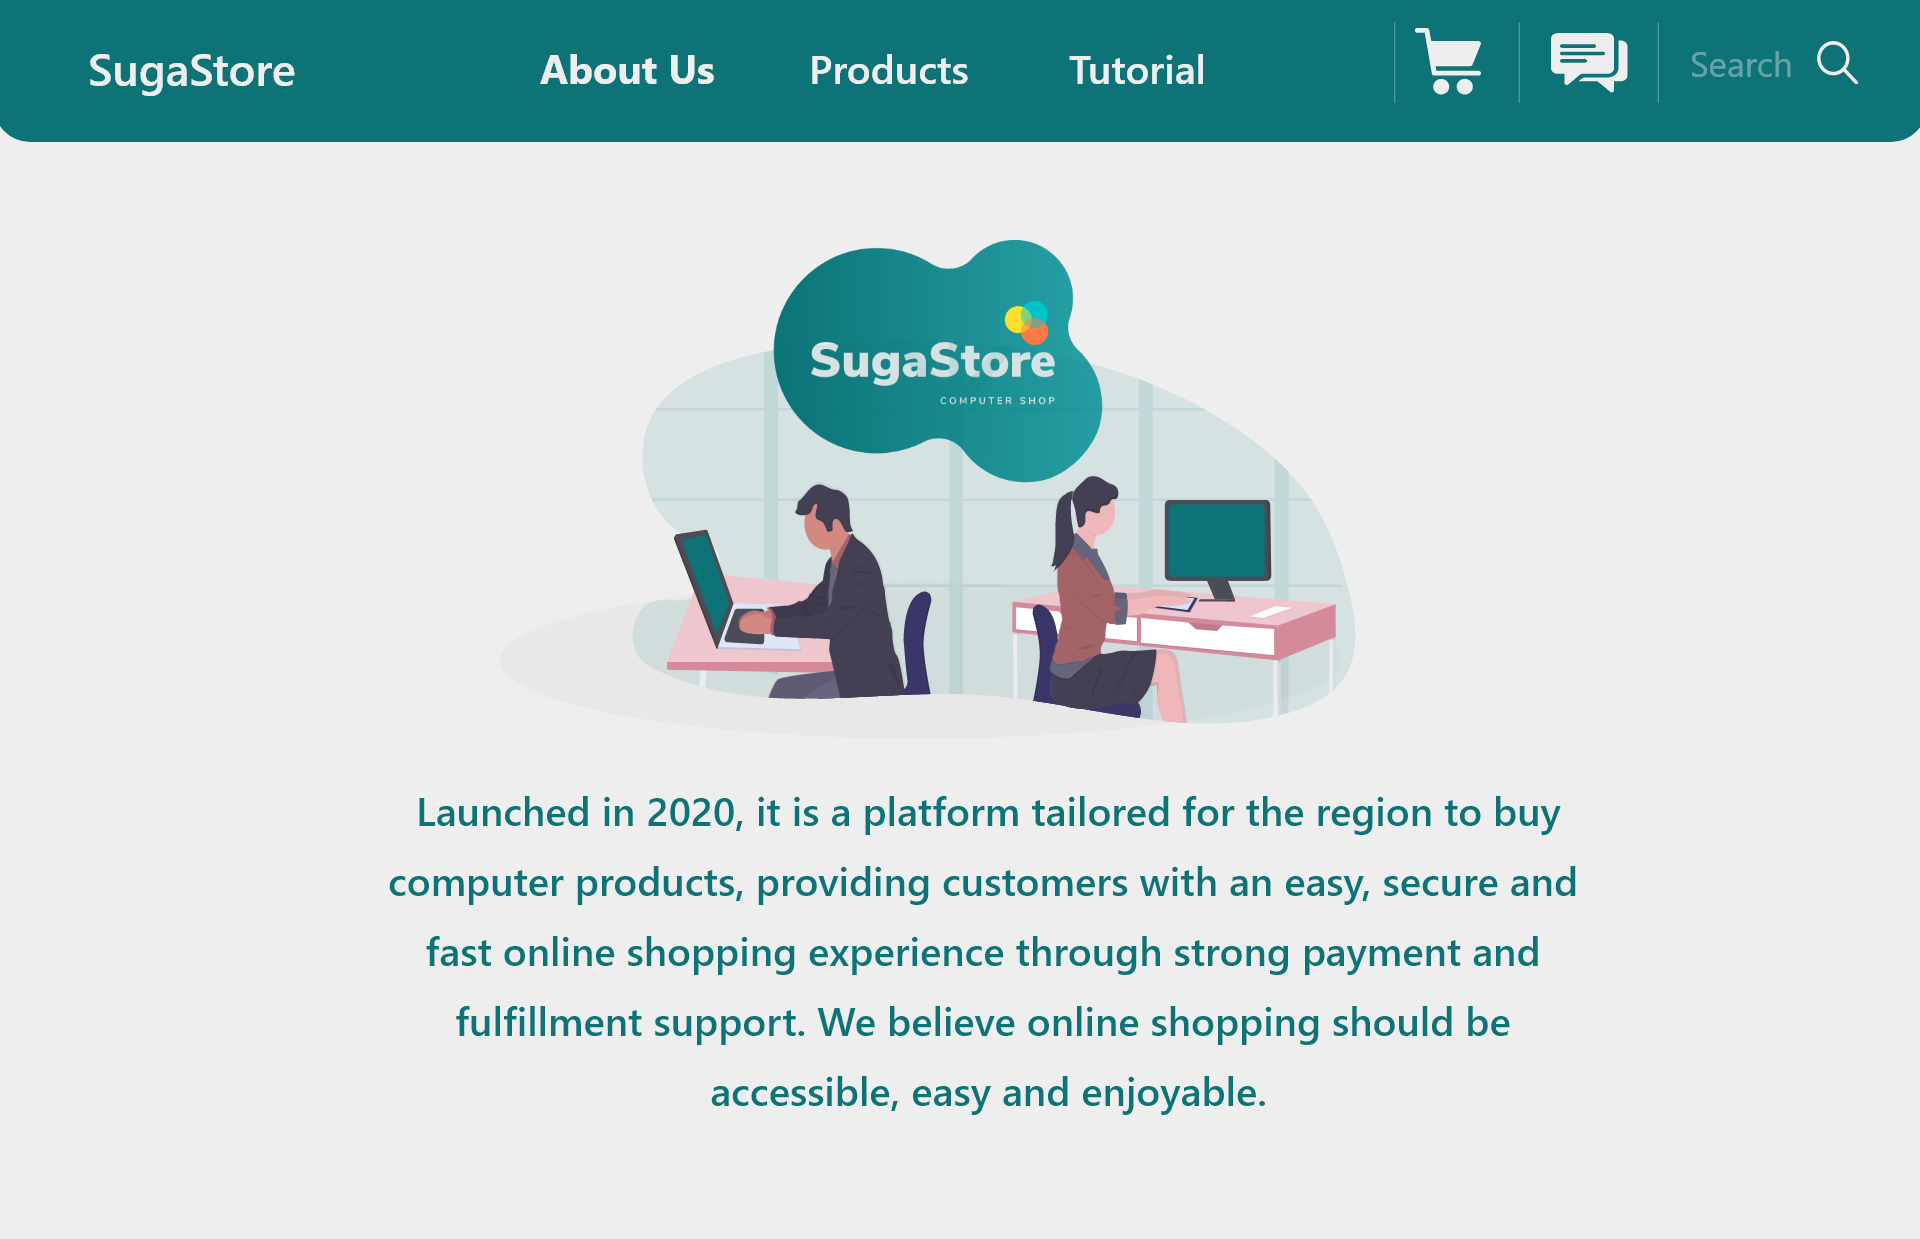 SugaStore
About Us
Products
Tutorial
Search
SugaStore
COMPUTER SHOP
Launched in 2020, it is a platform tailored for the region to buy
computer products, providing customers with an easy, secure and
fast online shopping experience through strong payment and
fulfillment support. We believe online shopping should be
accessible, easy and enjoyable.